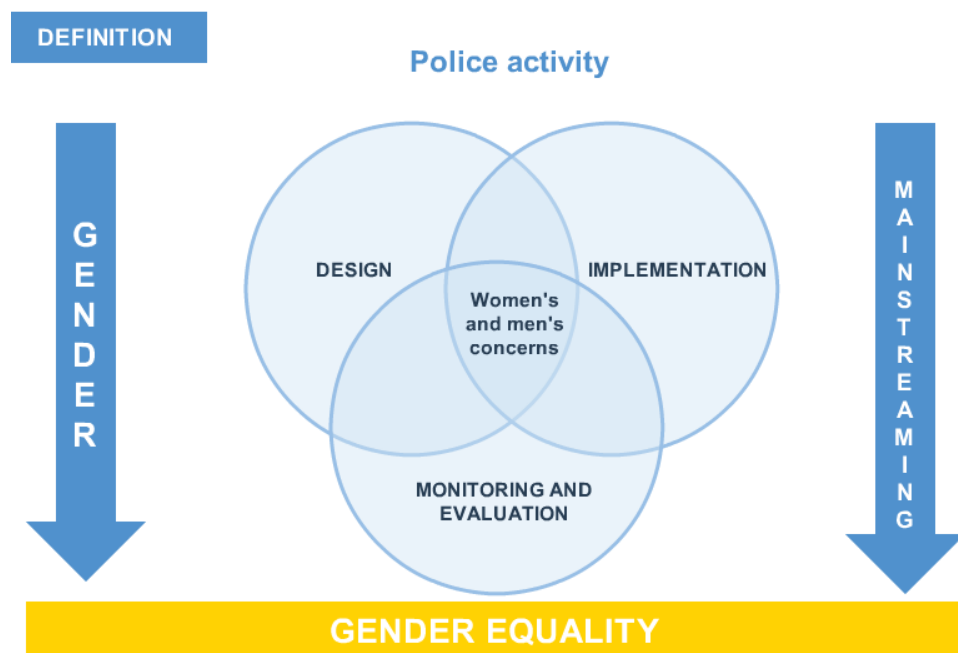 DEFINITION
Police activity
GENDER
MAINSTREAMING
DESIGN
IMPLEMENTATION
Women's
and men's
concerns
MONITORING AND
EVALUATION
GENDER EQUALITY